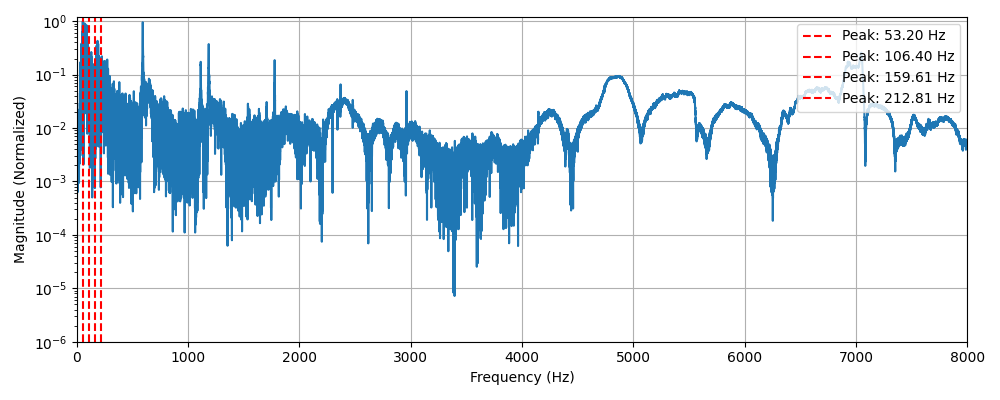 10⁰
10⁻¹
10⁻²
10⁻³
10⁻⁴
10⁻⁵
10⁻⁶
Magnitude (Normalized)
Peak: 53.20 Hz
Peak: 106.40 Hz
Peak: 159.61 Hz
Peak: 212.81 Hz
0 1000 2000 3000 4000 5000 6000 7000 8000
Frequency (Hz)